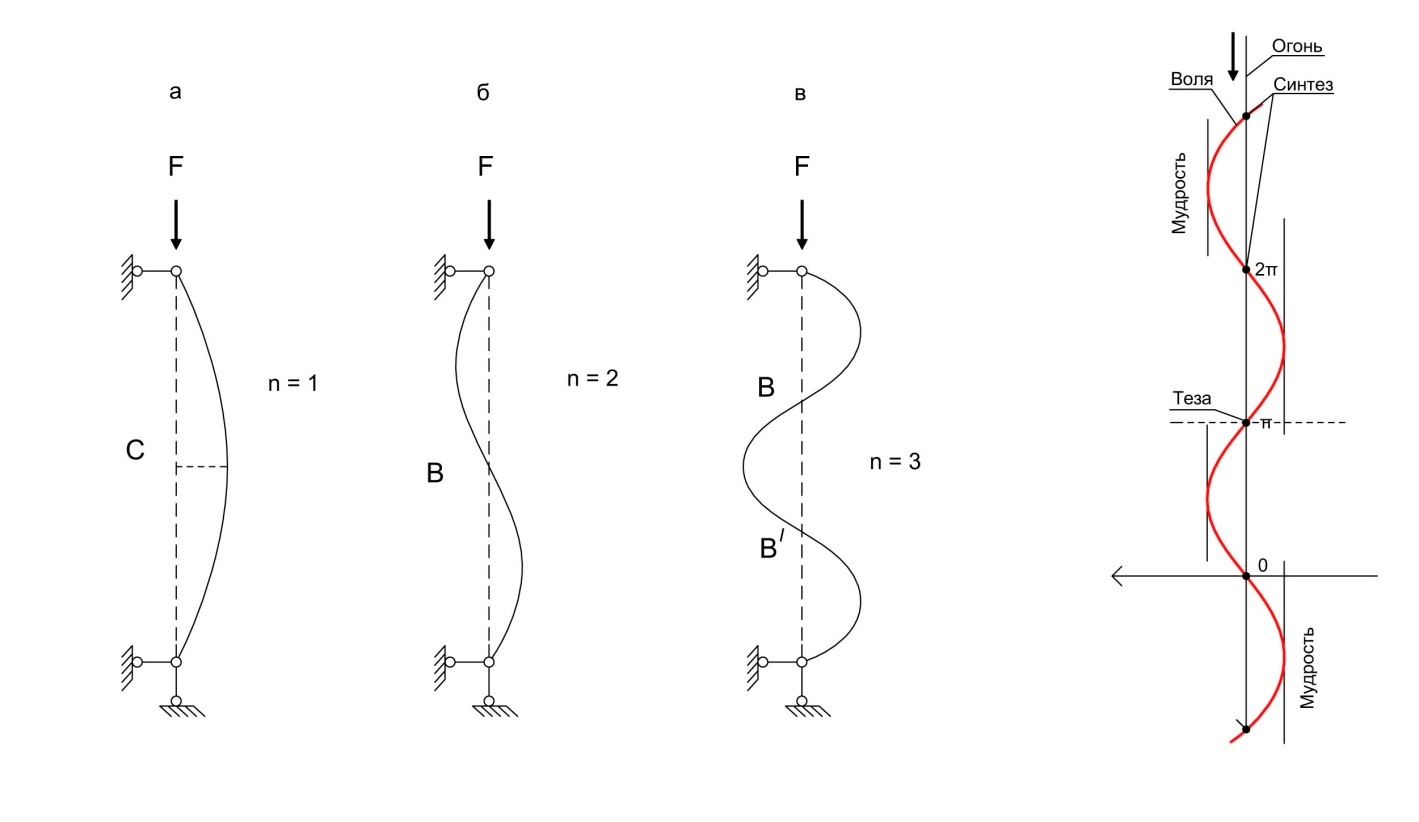 а
F
C
n = 1
б
F
B
n = 2
в
F
B
B′
n = 3
Огонь
Воля
Синтез
Мудрость
2π
Теза
π
0
Мудрость